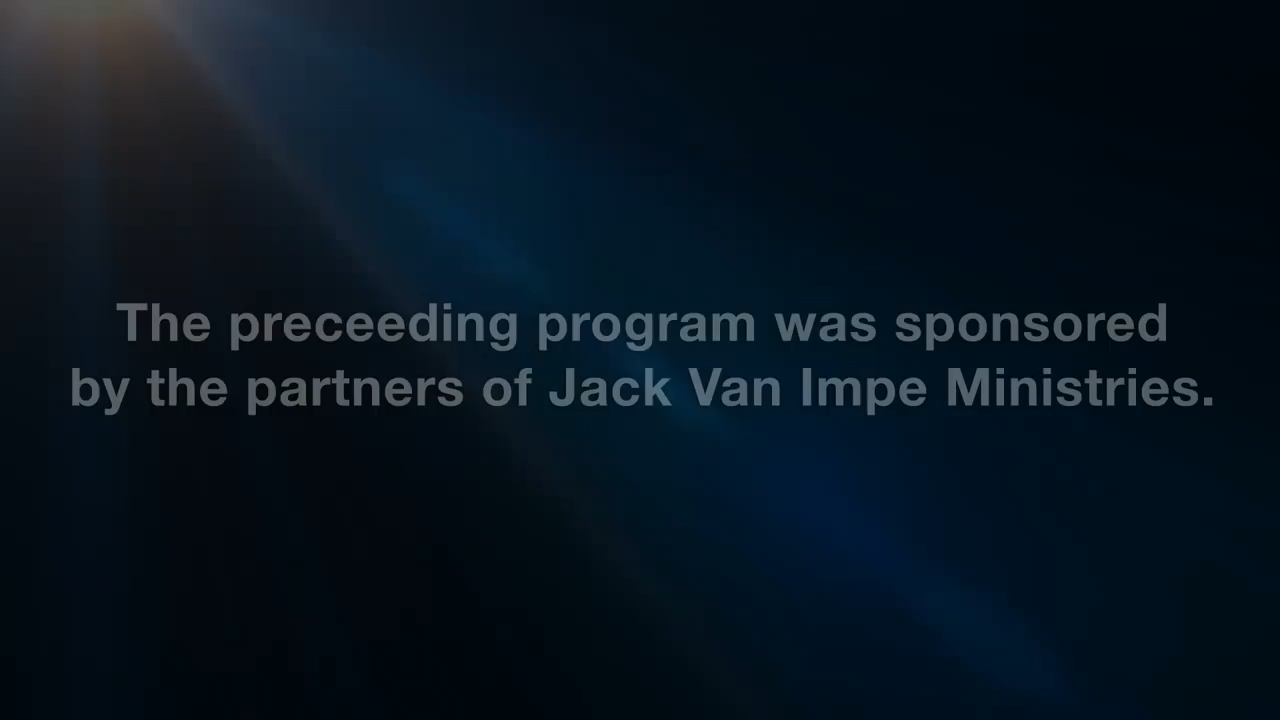 The preceeding program was sponsored
by the partners of Jack Van Impe Ministries.